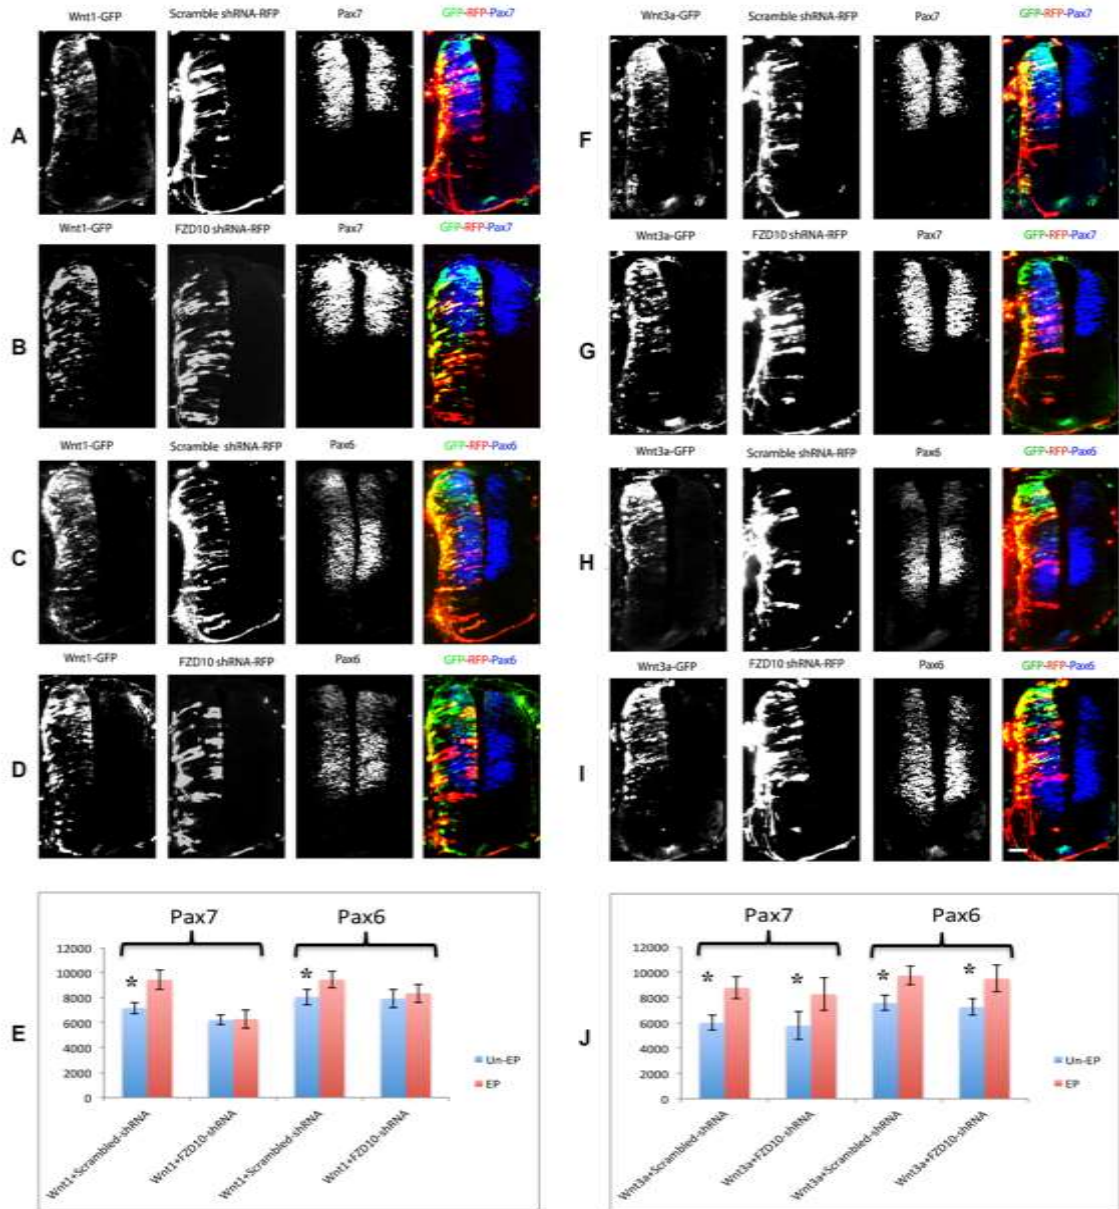 Wnt1-GFP Scramble shRNA-RFP Pax7 GFP-RFP-Pax7
A
Wnt1-GFP FZD10 shRNA-RFP Pax7 GFP-RFP-Pax7
B
Wnt1-GFP Scramble shRNA-RFP Pax6 GFP-RFP-Pax6
C
Wnt1-GFP FZD10 shRNA-RFP Pax6 GFP-RFP-Pax6
D
Pax7 Pax6
12000
10000
8000
6000
4000
2000
0
* *
E
Un-EP
EP
Wnt1+Scrambled-shRNA
Wnt1+FZD10-shRNA
Wnt1+Scrambled-shRNA
Wnt1+FZD10-shRNA
Wnt3a-GFP Scramble shRNA-RFP Pax7 GFP-RFP-Pax7
F
Wnt3a-GFP FZD10 shRNA-RFP Pax7 GFP-RFP-Pax7
G
Wnt3a-GFP Scramble shRNA-RFP Pax6 GFP-RFP-Pax6
H
Wnt3a-GFP FZD10 shRNA-RFP Pax6 GFP-RFP-Pax6
I
Pax7 Pax6
12000
10000
8000
6000
4000
2000
0
* * * *
J
Un-EP
EP
Wnt3a+Scrambled-shRNA
Wnt3a+FZD10-shRNA
Wnt3a+Scrambled-shRNA
Wnt3a+FZD10-shRNA